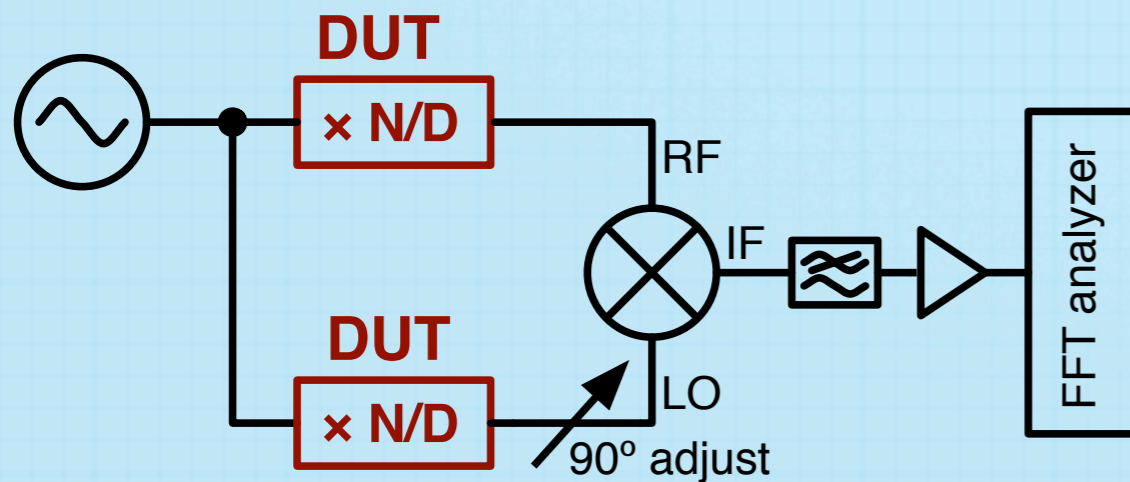 DUT
× N/D
RF
IF
DUT
× N/D
LO
90º adjust
FFT analyzer